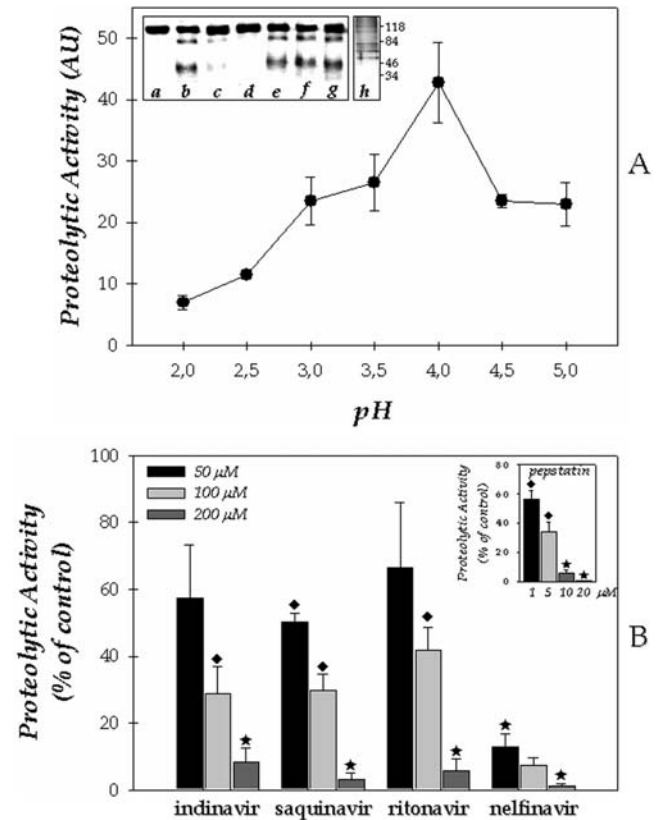 Proteolytic Activity (AU)
50
40
30
20
10
0
a b c d e f g h
118
84
46
34
A
2,0 2,5 3,0 3,5 4,0 4,5 5,0
pH
Proteolytic Activity
(% of control)
100
80
60
40
20
0
50 µM
100 µM
200 µM
pepstatin
Proteolytic Activity
(% of control)
80
60
40
20
0
1 5 10 20 µM
B
indinavir saquinavir ritonavir nelfinavir